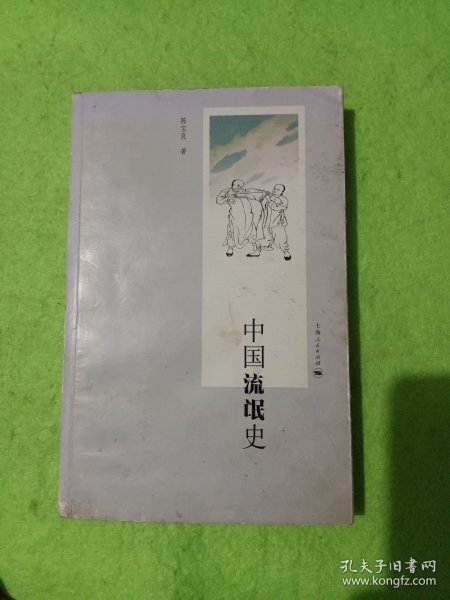 陈宝良 著
中国流氓史
上海人民出版社
孔夫子旧书网
www.kongfz.com